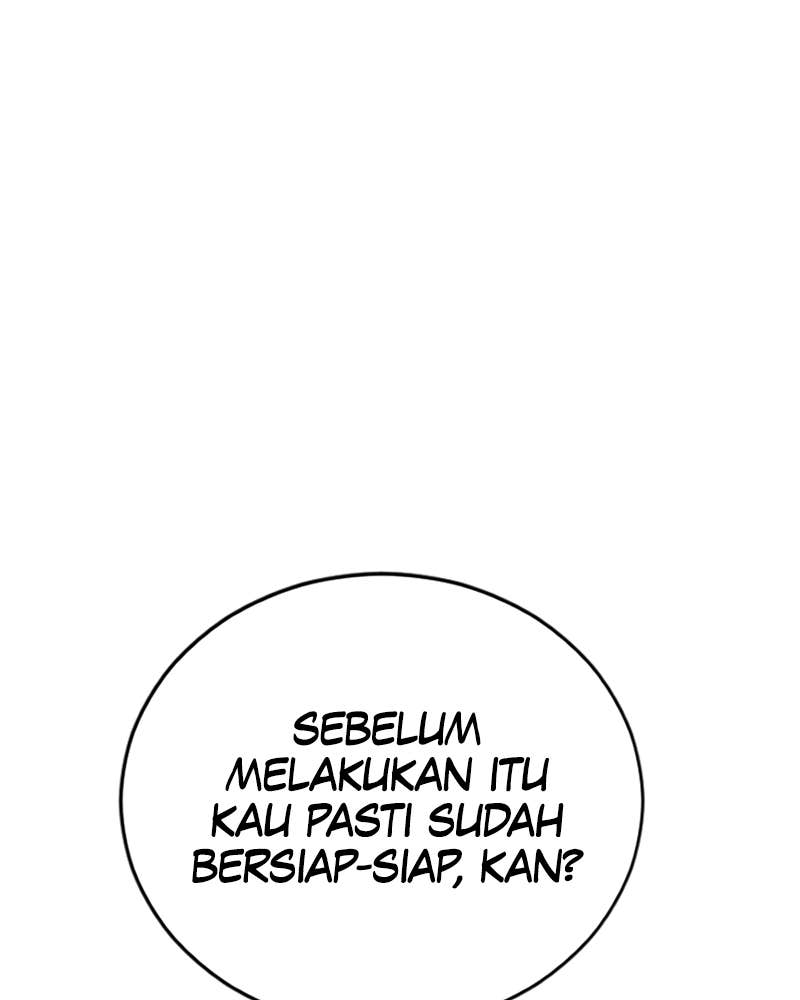 SEBELUM
MELAKUKAN ITU
KAU PASTI SUDAH
BERSIAP-SIAP, KAN?